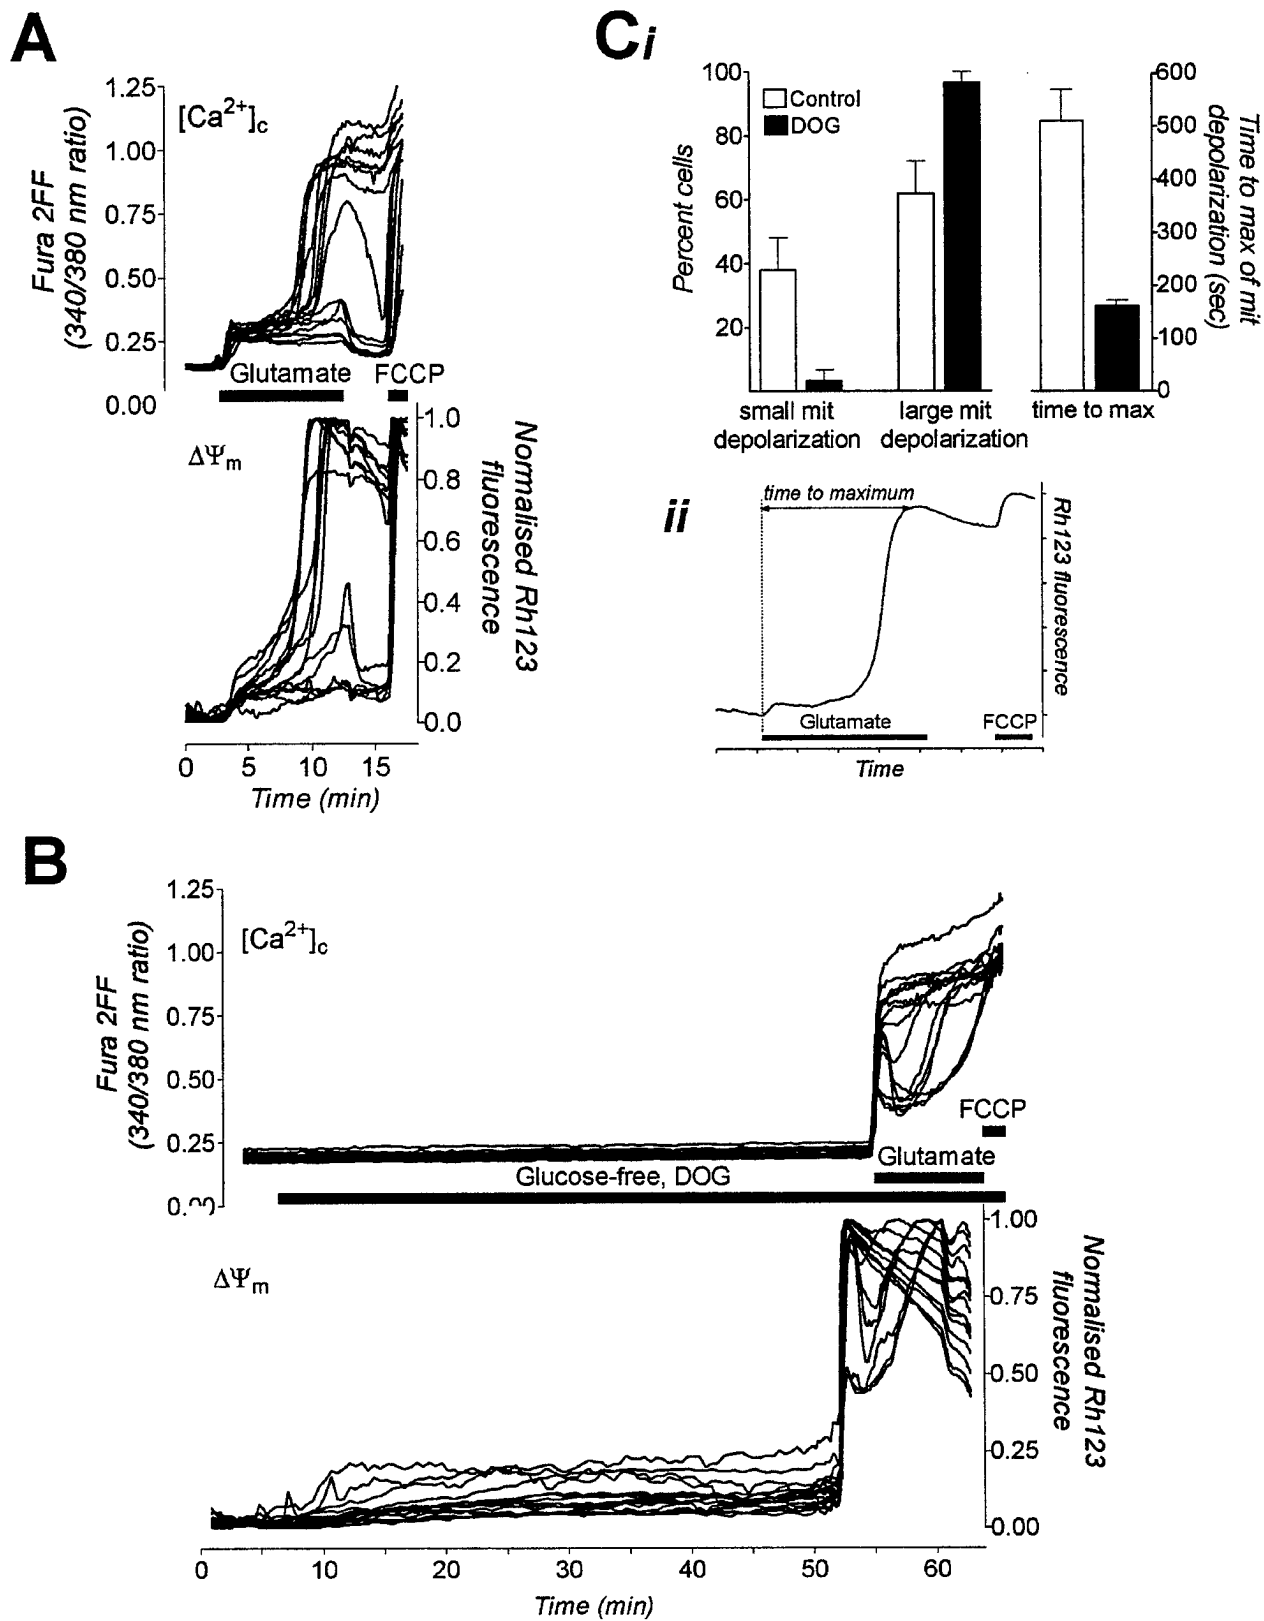 A
1.25
1.00
0.75
0.50
0.25
0.00
Fura 2FF
(340/380 nm ratio)
[Ca2+]c
Glutamate
FCCP
ΔΨm
1.0
0.8
0.6
0.4
0.2
0.0
Normalised Rh123
fluorescence
0 5 10 15
Time (min)
Ci
100
80
60
40
20
Percent cells
Control
DOG
600
500
400
300
200
100
0
Time to max of mit
depolarization (sec)
small mit
depolarization
large mit
depolarization
time to max
ii
time to maximum
Rh123 fluorescence
Glutamate
FCCP
Time
B
1.25
1.00
0.75
0.50
0.25
Fura 2FF
(340/380 nm ratio)
[Ca2+]c
FCCP
Glutamate
Glucose-free, DOG
ΔΨm
1.00
0.75
0.50
0.25
0.00
Normalised Rh123
fluorescence
0 10 20 30 40 50 60
Time (min)